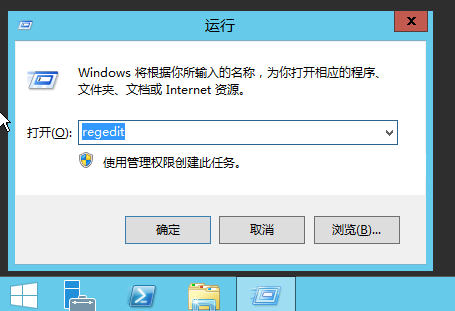 运行
x
Windows 将根据你所输入的名称，为你打开相应的程序、
文件夹、文档或 Internet 资源。
打开(O): regedit
使用管理权限创建此任务。
确定 取消 浏览(B)...